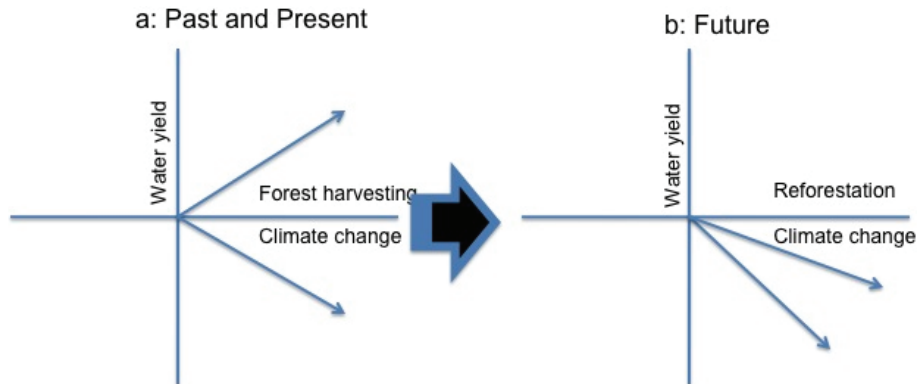 a: Past and Present
Water yield
Forest harvesting
Climate change
b: Future
Water yield
Reforestation
Climate change